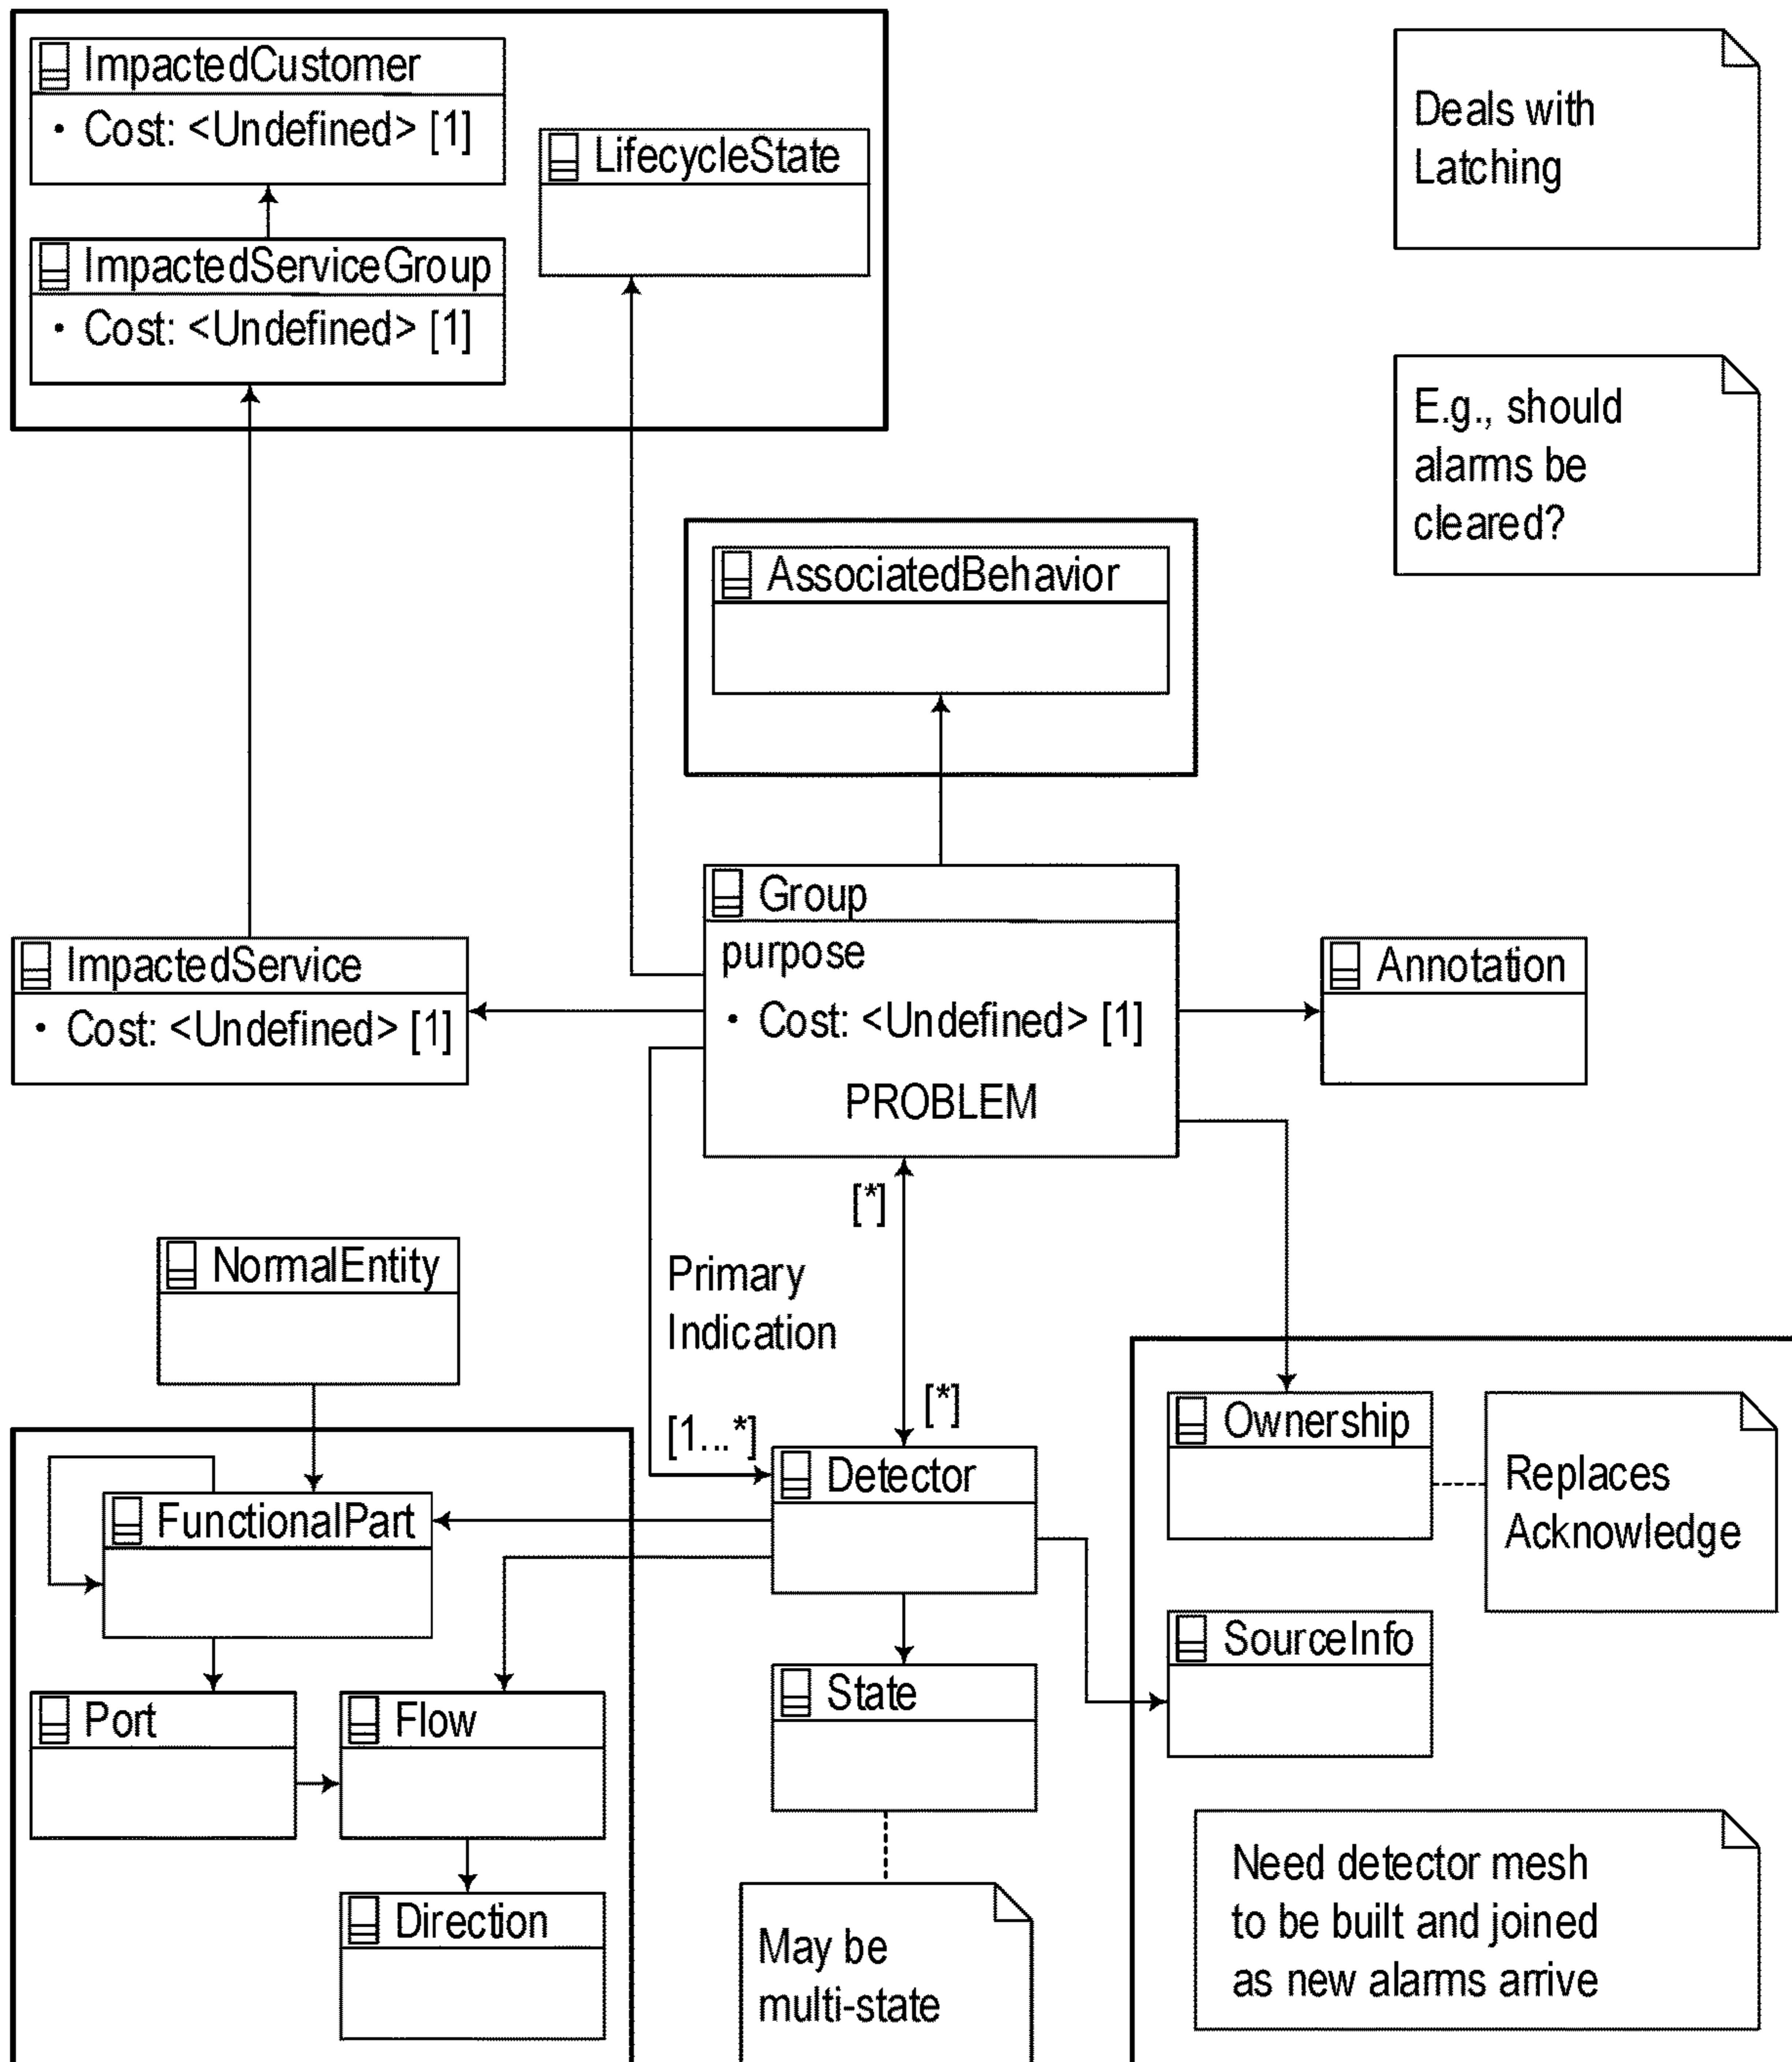 ImpactedCustomer
• Cost: <Undefined> [1]
LifecycleState
ImpactedServiceGroup
• Cost: <Undefined> [1]
Deals with
Latching
E.g., should
alarms be
cleared?
AssociatedBehavior
Group
purpose
• Cost: <Undefined> [1]
PROBLEM
ImpactedService
• Cost: <Undefined> [1]
Annotation
[*]
NormalEntity
Primary
Indication
[1...*]
[*]
Detector
Ownership
Replaces
Acknowledge
FunctionalPart
SourceInfo
Port
Flow
State
Direction
May be
multi-state
Need detector mesh
to be built and joined
as new alarms arrive